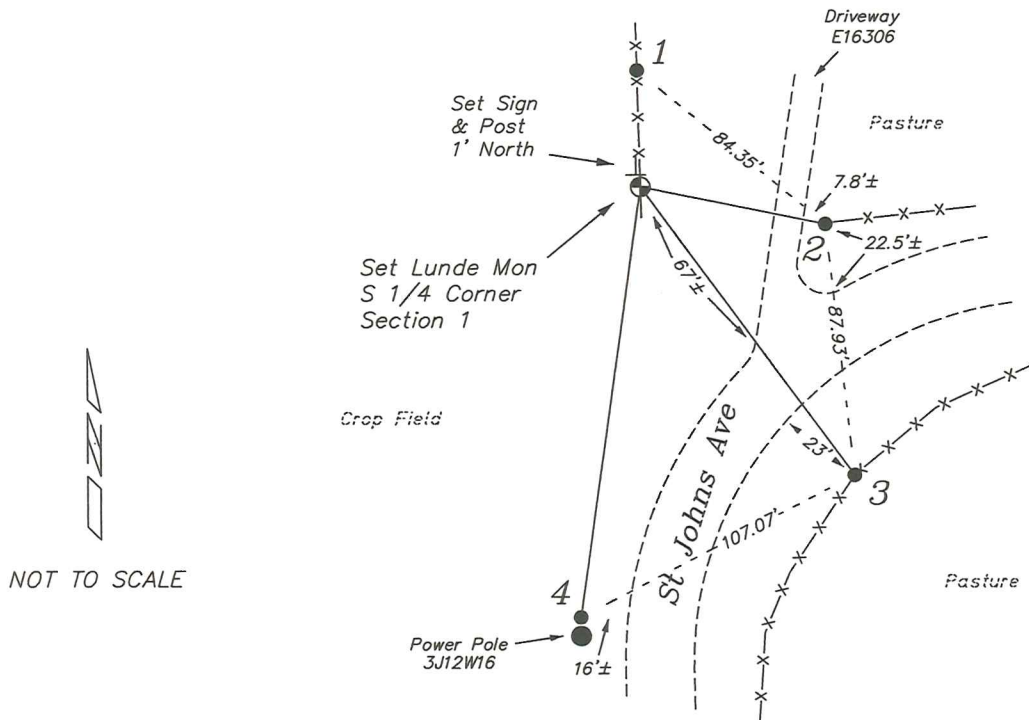 Driveway
E16306
1
Set Sign
& Post
1' North
Pasture
84.35'
7.8'±
2
22.5'±
Set Lunde Mon
S 1/4 Corner
Section 1
67'±
87.93'
Crop Field
N
St Johns Ave
23'
3
107.07'
NOT TO SCALE
Pasture
4
Power Pole
3J12W16
16'±